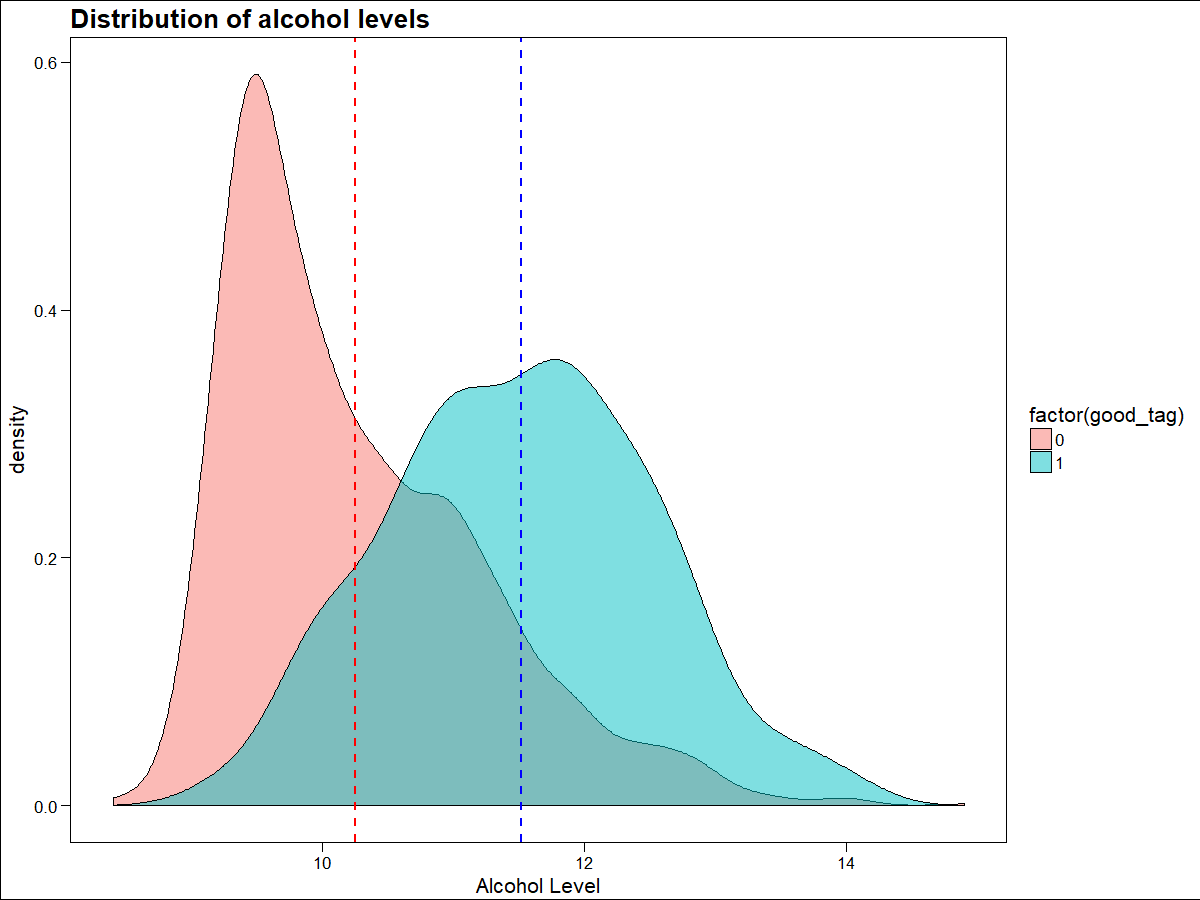 Distribution of alcohol levels
0.6
0.4
0.2
0.0
density
10 12 14
Alcohol Level
factor(good_tag)
0
1